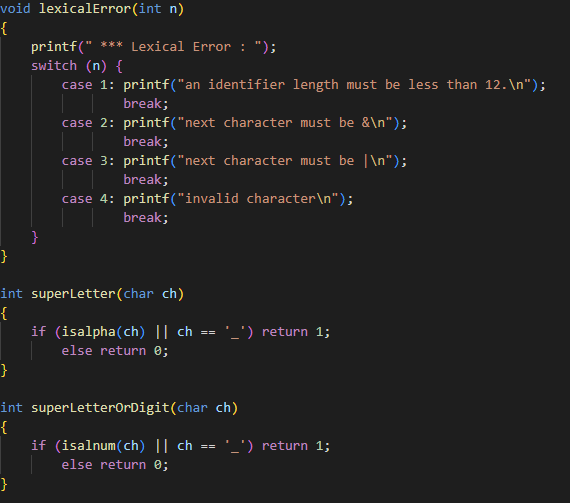 void lexicalError(int n)
{
    printf(" *** Lexical Error : ");
    switch (n) {
        case 1: printf("an identifier length must be less than 12.\n");
                break;
        case 2: printf("next character must be &\n");
                break;
        case 3: printf("next character must be |\n");
                break;
        case 4: printf("invalid character\n");
                break;
    }
}

int superLetter(char ch)
{
    if (isalpha(ch) || ch == '_') return 1;
        else return 0;
}

int superLetterOrDigit(char ch)
{
    if (isalnum(ch) || ch == '_') return 1;
        else return 0;
}